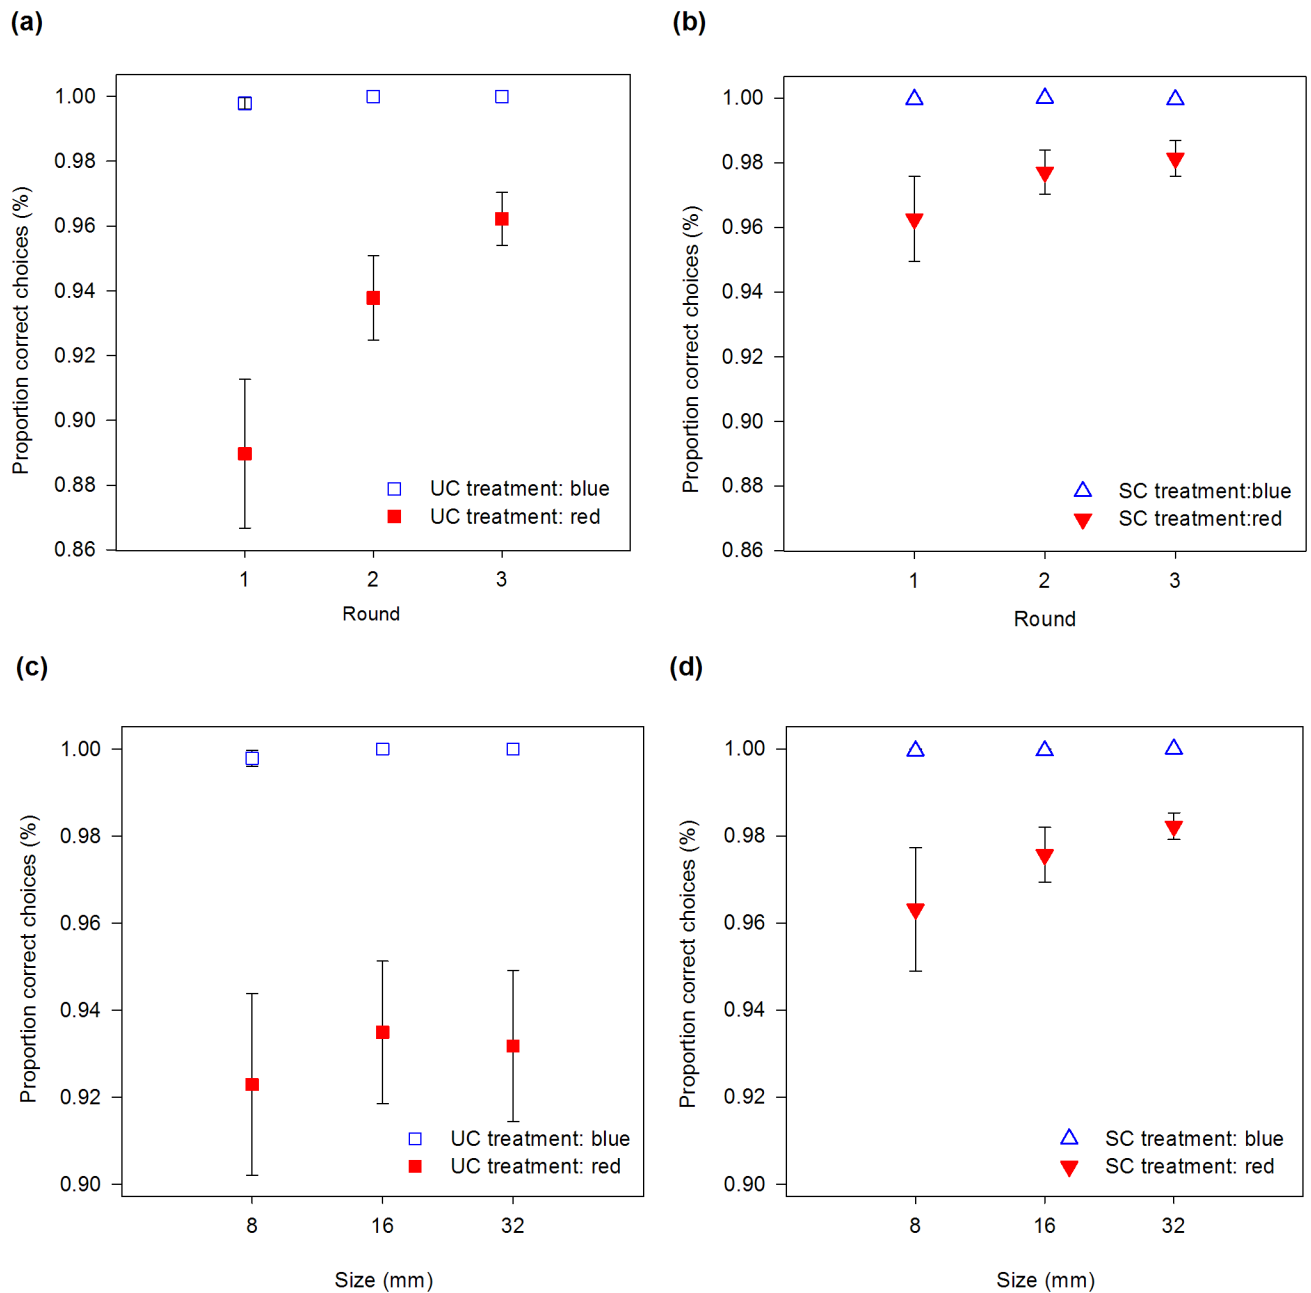 (a)
Proportion correct choices (%)
1.00
0.98
0.96
0.94
0.92
0.90
0.88
0.86
UC treatment: blue
UC treatment: red
1 2 3
Round
(b)
Proportion correct choices (%)
1.00
0.98
0.96
0.94
0.92
0.90
0.88
0.86
SC treatment:blue
SC treatment:red
1 2 3
Round
(c)
Proportion correct choices (%)
1.00
0.98
0.96
0.94
0.92
0.90
UC treatment: blue
UC treatment: red
8 16 32
Size (mm)
(d)
Proportion correct choices (%)
1.00
0.98
0.96
0.94
0.92
0.90
SC treatment: blue
SC treatment: red
8 16 32
Size (mm)